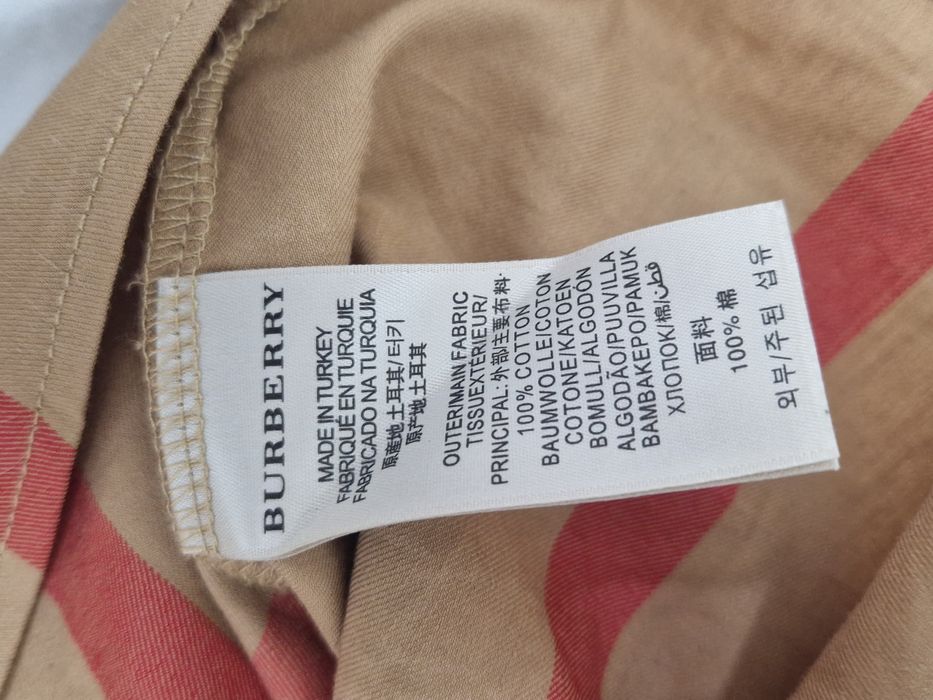 BURBERRY
MADE IN TURKEY
FABRIQUÉ EN TURQUIE
FABRICADO NA TURQUIA
原產地土耳其/터키
原产地土耳其
OUTER/MAIN FABRIC
TISSUEXTÉRIEUR/
PRINCIPAL: 外部主要布料·
100% COTTON
BAUMWOLLE/COTON
COTONE/KATOEN
BOMULL/ALGODÓN
ALGODÃO/PUUVILLA
BAMBAKEPO/PAMUK
ХЛОПОК/棉/قطن
面料
100% 棉
외부/주된 섬유